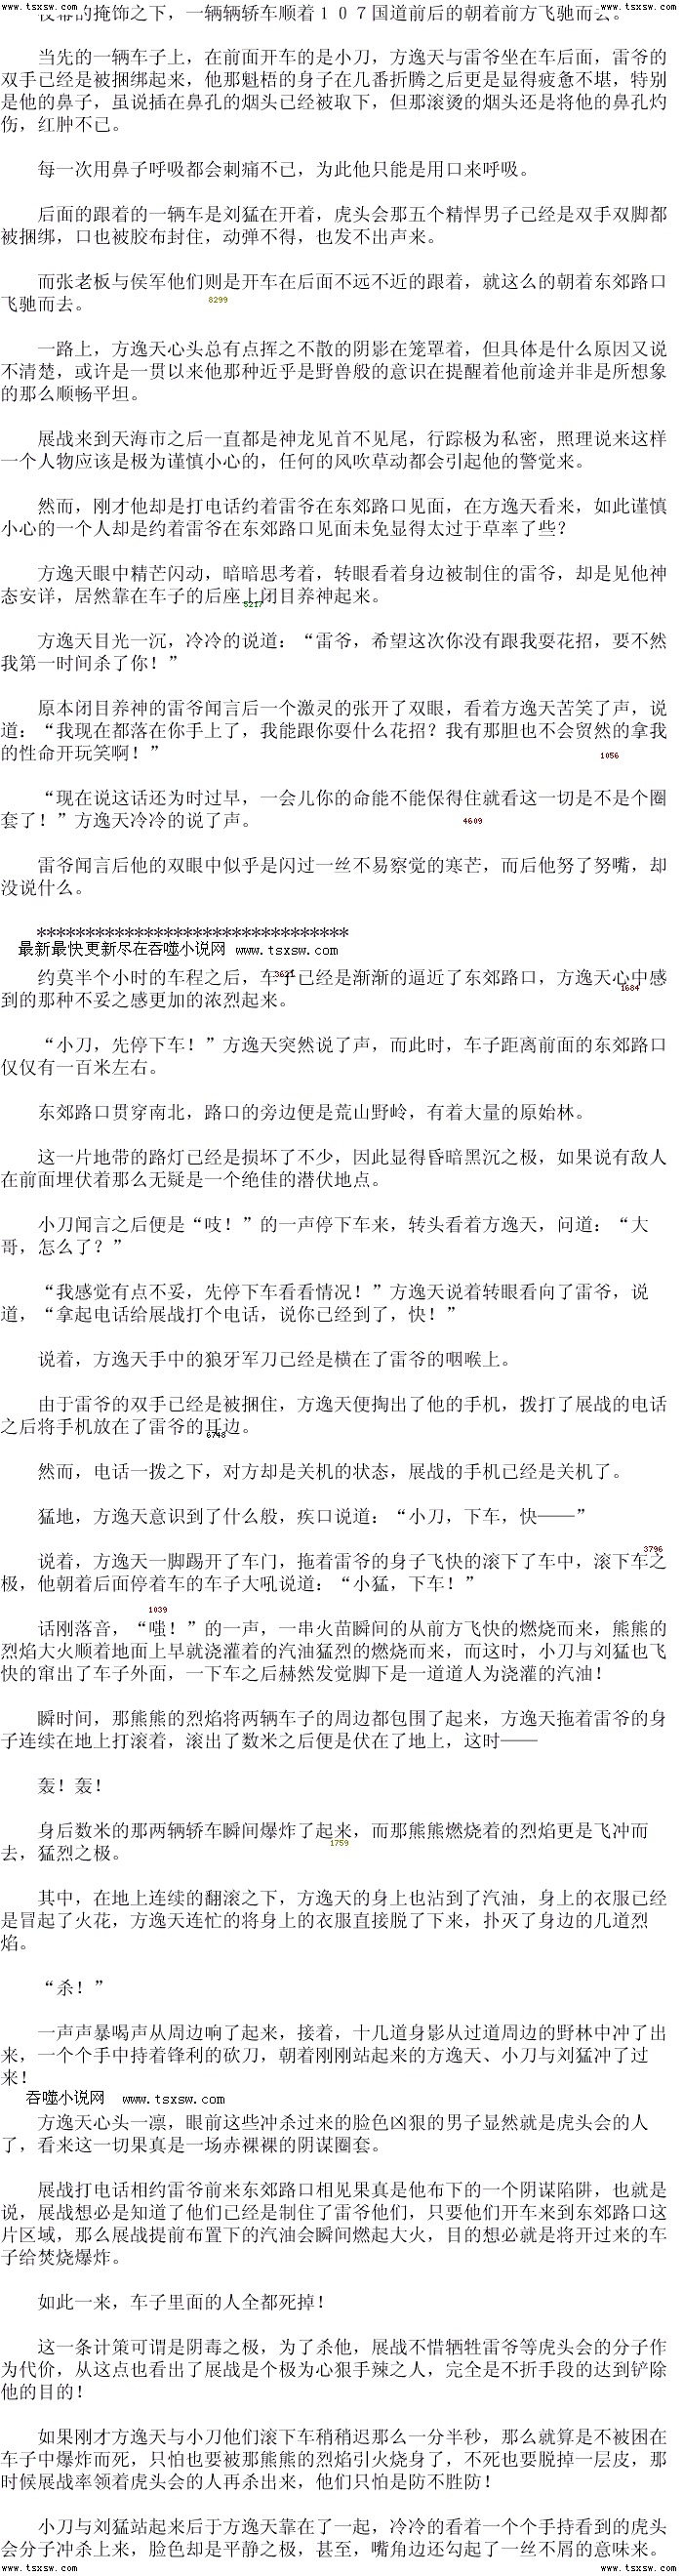 www.tsxsw.com www.tsxsw.com
的掩饰之下，一辆辆轿车顺着１０７国道前后的朝着前方飞驰而去。
当先的一辆车子上，在前面开车的是小刀，方逸天与雷爷坐在车后面，雷爷的
双手已经是被捆绑起来，他那魁梧的身子在几番折腾之后更是显得疲惫不堪，特别
是他的鼻子，虽说插在鼻孔的烟头已经被取下，但那滚烫的烟头还是将他的鼻孔灼
伤，红肿不已。
每一次用鼻子呼吸都会刺痛不已，为此他只能是用口来呼吸。
后面的跟着的一辆车是刘猛在开着，虎头会那五个精悍男子已经是双手双脚都
被捆绑，口也被胶布封住，动弹不得，也发不出声来。
而张老板与侯军他们则是开车在后面不远不近的跟着，就这么的朝着东郊路口
飞驰而去。
8299
一路上，方逸天心头总有点挥之不散的阴影在笼罩着，但具体是什么原因又说
不清楚，或许是一贯以来他那种近乎是野兽般的意识在提醒着他前途并非是所想象
的那么顺畅平坦。
展战来到天海市之后一直都是神龙见首不见尾，行踪极为私密，照理说来这样
一个人物应该是极为谨慎小心的，任何的风吹草动都会引起他的警觉来。
然而，刚才他却是打电话约着雷爷在东郊路口见面，在方逸天看来，如此谨慎
小心的一个人却是约着雷爷在东郊路口见面未免显得太过于草率了些？
方逸天眼中精芒闪动，暗暗思考着，转眼看着身边被制住的雷爷，却是见他神
态安详，居然靠在车子的后座上闭目养神起来。
5217
方逸天目光一沉，冷冷的说道：“雷爷，希望这次你没有跟我耍花招，要不然
我第一时间杀了你！”
原本闭目养神的雷爷闻言后一个激灵的张开了双眼，看着方逸天苦笑了声，说
道：“我现在都落在你手上了，我能跟你耍什么花招？我有那胆也不会贸然的拿我
的性命开玩笑啊！”
1056
“现在说这话还为时过早，一会儿你的命能不能保得住就看这一切是不是个圈
套了！”方逸天冷冷的说了声。
4609
雷爷闻言后他的双眼中似乎是闪过一丝不易察觉的寒芒，而后他努了努嘴，却
没说什么。
********************************
最新最快更新尽在吞噬小说网 www.tsxsw.com
约莫半个小时的车程之后，车子已经是渐渐的逼近了东郊路口，方逸天心中感
3621
到的那种不妥之感更加的浓烈起来。
1684
“小刀，先停下车！”方逸天突然说了声，而此时，车子距离前面的东郊路口
仅仅有一百米左右。
东郊路口贯穿南北，路口的旁边便是荒山野岭，有着大量的原始林。
这一片地带的路灯已经是损坏了不少，因此显得昏暗黑沉之极，如果说有敌人
在前面埋伏着那么无疑是一个绝佳的潜伏地点。
小刀闻言之后便是“吱！”的一声停下车来，转头看着方逸天，问道：“大
哥，怎么了？”
“我感觉有点不妥，先停下车看看情况！”方逸天说着转眼看向了雷爷，说
道，“拿起电话给展战打个电话，说你已经到了，快！”
说着，方逸天手中的狼牙军刀已经是横在了雷爷的咽喉上。
由于雷爷的双手已经是被捆住，方逸天便掏出了他的手机，拨打了展战的电话
之后将手机放在了雷爷的耳边。
6748
然而，电话一拨之下，对方却是关机的状态，展战的手机已经是关机了。
猛地，方逸天意识到了什么般，疾口说道：“小刀，下车，快——”
3796
说着，方逸天一脚踢开了车门，拖着雷爷的身子飞快的滚下了车中，滚下车之
极，他朝着后面停着车的车子大吼说道：“小猛，下车！”
1039
话刚落音，“嗤！”的一声，一串火苗瞬间的从前方飞快的燃烧而来，熊熊的
烈焰大火顺着地面上早就浇灌着的汽油猛烈的燃烧而来，而这时，小刀与刘猛也飞
快的窜出了车子外面，一下车之后赫然发觉脚下是一道道人为浇灌的汽油！
瞬时间，那熊熊的烈焰将两辆车子的周边都包围了起来，方逸天拖着雷爷的身
子连续在地上打滚着，滚出了数米之后便是伏在了地上，这时——
轰！轰！
身后数米的那两辆轿车瞬间爆炸了起来，而那熊熊燃烧着的烈焰更是飞冲而
1759
去，猛烈之极。
其中，在地上连续的翻滚之下，方逸天的身上也沾到了汽油，身上的衣服已经
是冒起了火花，方逸天连忙的将身上的衣服直接脱了下来，扑灭了身边的几道烈
焰。
“杀！”
一声声暴喝声从周边响了起来，接着，十几道身影从过道周边的野林中冲了出
来，一个个手中持着锋利的砍刀，朝着刚刚站起来的方逸天、小刀与刘猛冲了过
来！
吞噬小说网 www.tsxsw.com
方逸天心头一凛，眼前这些冲杀过来的脸色凶狠的男子显然就是虎头会的人
了，看来这一切果真是一场赤裸裸的阴谋圈套。
展战打电话相约雷爷前来东郊路口相见果真是他布下的一个阴谋陷阱，也就是
说，展战想必是知道了他们已经是制住了雷爷他们，只要他们开车来到东郊路口这
片区域，那么展战提前布置下的汽油会瞬间燃起大火，目的想必就是将开过来的车
子给焚烧爆炸。
如此一来，车子里面的人全都死掉！
这一条计策可谓是阴毒之极，为了杀他，展战不惜牺牲雷爷等虎头会的分子作
为代价，从这点也看出了展战是个极为心狠手辣之人，完全是不折手段的达到铲除
他的目的！
如果刚才方逸天与小刀他们滚下车稍稍迟那么一分半秒，那么就算是不被困在
车子中爆炸而死，只怕也要被那熊熊的烈焰引火烧身了，不死也要脱掉一层皮，那
时候展战率领着虎头会的人再杀出来，他们只怕是防不胜防！
小刀与刘猛站起来后于方逸天靠在了一起，冷冷的看着一个个手持看到的虎头
会分子冲杀上来，脸色却是平静之极，甚至，嘴角边还勾起了一丝不屑的意味来。
www.tsxsw.com www.tsxsw.com